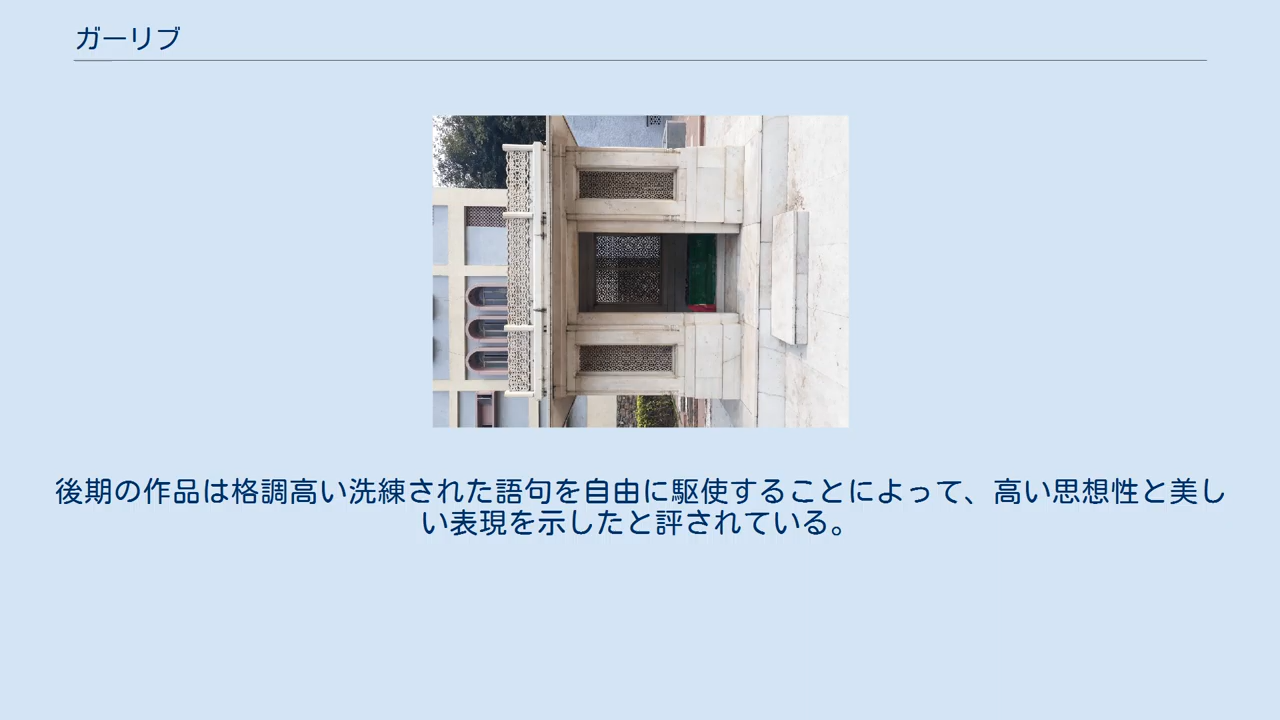 ガーリブ
後期の作品は格調高い洗練された語句を自由に駆使することによって、高い思想性と美し
い表現を示したと評されている。